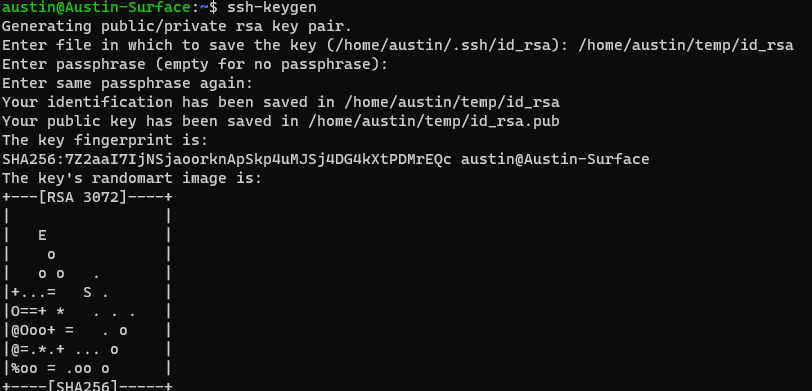 austin@Austin-Surface:~$ ssh-keygen
Generating public/private rsa key pair.
Enter file in which to save the key (/home/austin/.ssh/id_rsa): /home/austin/temp/id_rsa
Enter passphrase (empty for no passphrase):
Enter same passphrase again:
Your identification has been saved in /home/austin/temp/id_rsa
Your public key has been saved in /home/austin/temp/id_rsa.pub
The key fingerprint is:
SHA256:7Z2aaI7IjNSjaoorknApSkp4uMJSj4DG4kXtPDMrEQc austin@Austin-Surface
The key's randomart image is:
+---[RSA 3072]----+
|                 |
|   E             |
|    o            |
|   o o   .       |
|+...=   S .      |
|O==+ *   . . .   |
|@Ooo+ =   . o    |
|@=.*.+ ... o     |
|%oo = .oo o      |
+----[SHA256]-----+